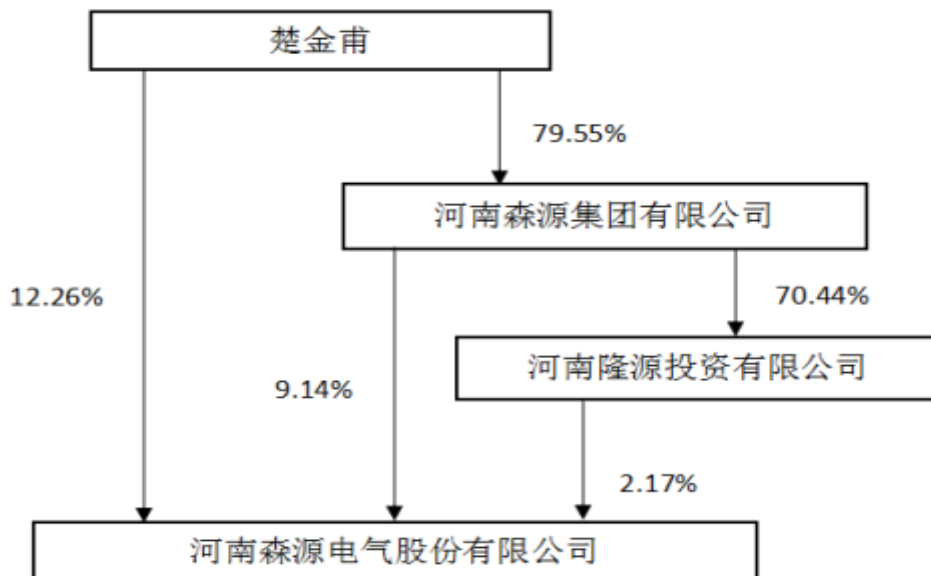 楚金甫
79.55%
河南森源集团有限公司
12.26%
70.44%
河南隆源投资有限公司
9.14%
2.17%
河南森源电气股份有限公司